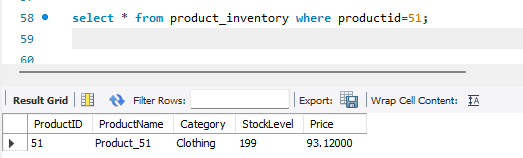 58 select * from product_inventory where productid=51;
59
60
Result Grid Filter Rows: Export: Wrap Cell Content:
ProductID ProductName Category StockLevel Price
51 Product_51 Clothing 199 93.12000